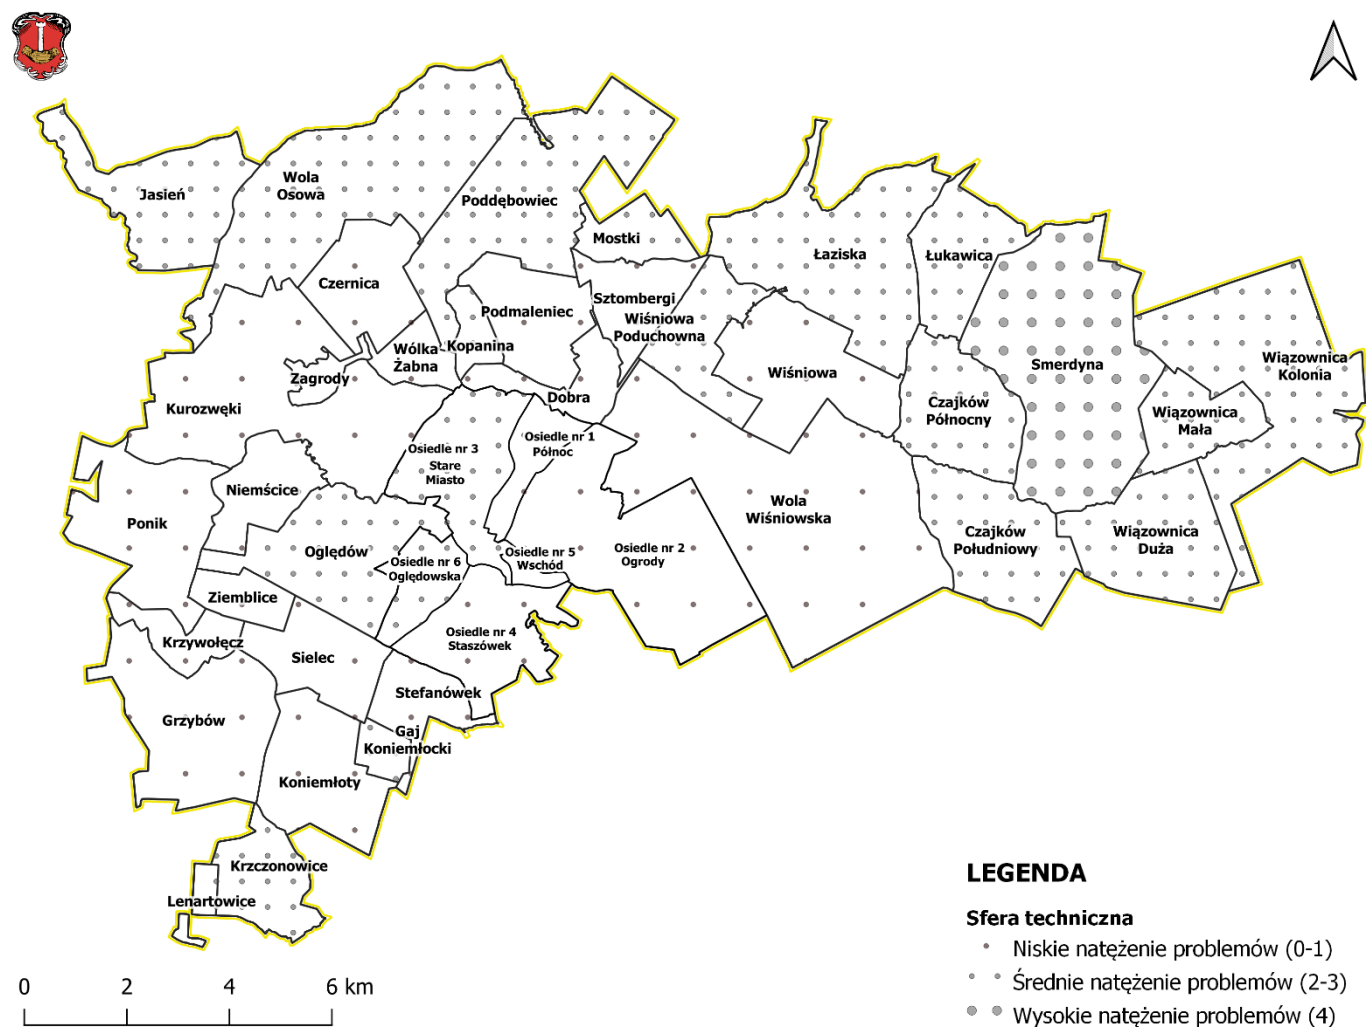 Jasień
Wola
Osowa
Poddębowiec
Mostki
Łaziska
Łukawica
Czernica
Sztombergi
Podmaleniec
Wiśniowa
Poduchowna
Kopanina
Wólka
Żabna
Zagrody
Smerdyna
Wiązownica
Kolonia
Wiśniowa
Dobra
Kurozwęki
Czajków
Północny
Wiązownica
Mała
Osiedle nr 1
Północ
Osiedle nr 3
Stare
Miasto
Niemścice
Ponik
Wola
Wiśniowska
Czajków
Południowy
Wiązownica
Duża
Oględów
Osiedle nr 5
Wschód
Osiedle nr 2
Ogrody
Osiedle nr 6
Oględowska
Ziemblice
Krzywołęcz
Osiedle nr 4
Staszówek
Sielec
Stefanówek
Grzybów
Gaj
Koniemłocki
Koniemłoty
Krzczonowice
Lenartowice
LEGENDA
Sfera techniczna
Niskie natężenie problemów (0-1)
Średnie natężenie problemów (2-3)
Wysokie natężenie problemów (4)
0 2 4 6 km